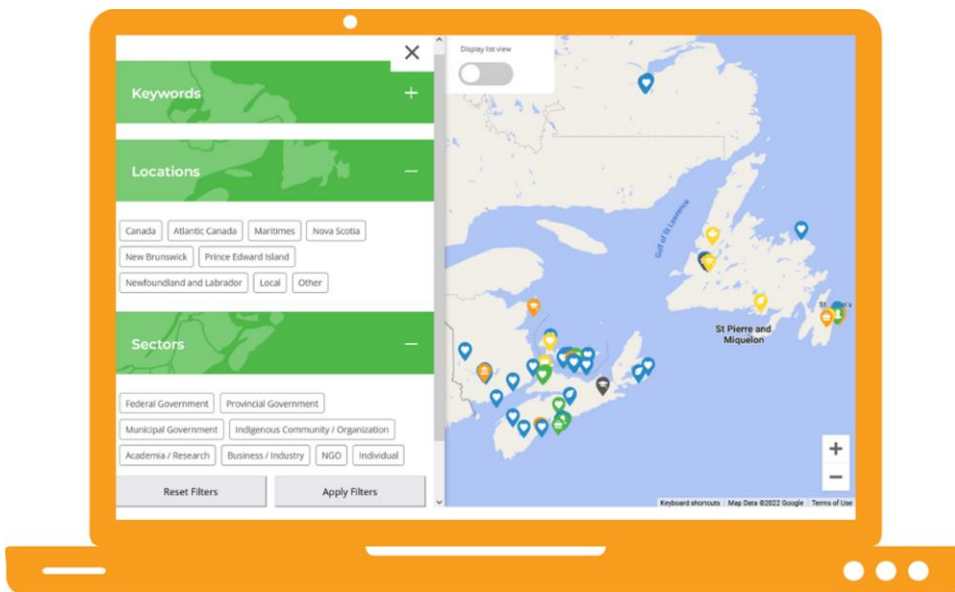 Display list view
Keywords
Locations
Canada Atlantic Canada Maritimes Nova Scotia
New Brunswick Prince Edward Island
Newfoundland and Labrador Local Other
Sectors
Federal Government Provincial Government
Municipal Government Indigenous Community / Organization
Academia / Research Business / Industry NGO Individual
Reset Filters Apply Filters
Gulf of St Lawrence
St Pierre and
Miquelon
Keyboard shortcuts Map Data ©2022 Google Terms of Use